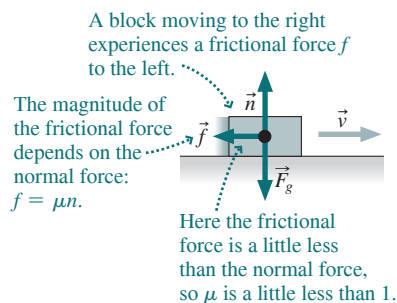 A block moving to the right
experiences a frictional force f
to the left.
The magnitude of
the frictional force
depends on the
normal force:
f = μn.
n⃗
f⃗
v⃗
F⃗g
Here the frictional
force is a little less
than the normal force,
so μ is a little less than 1.